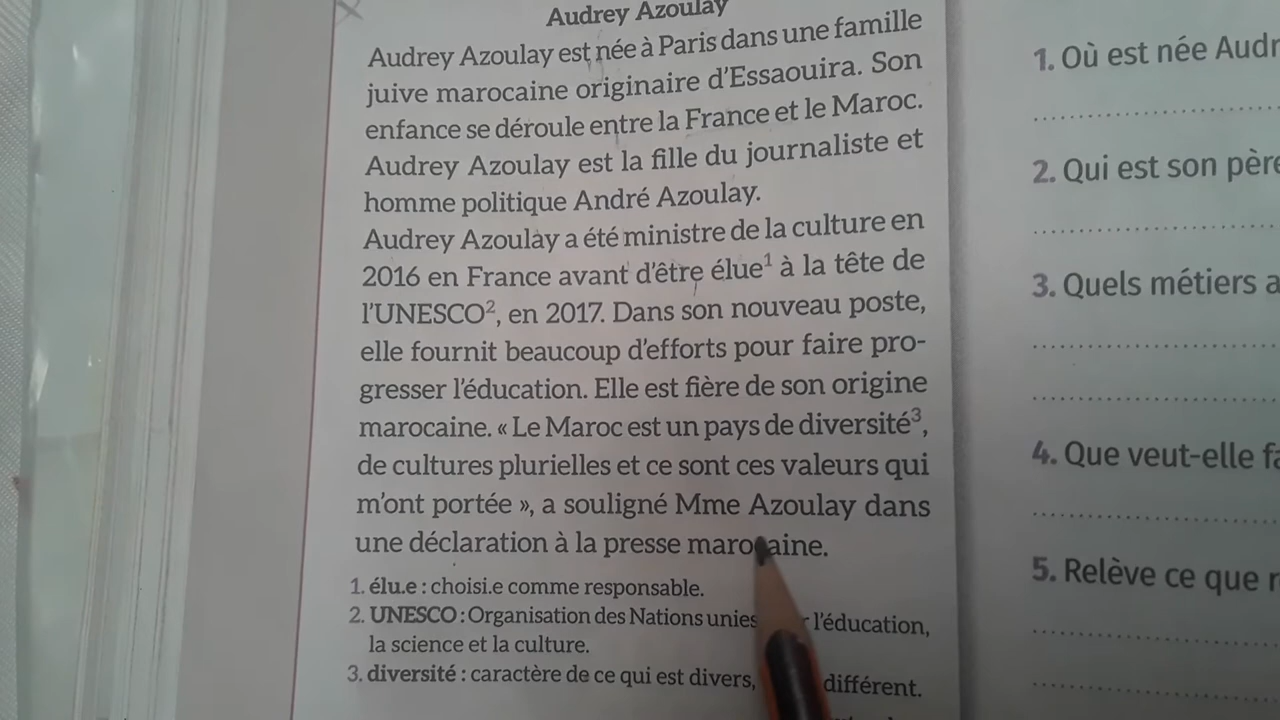 Audrey Azoulay
Audrey Azoulay est née à Paris dans une famille
juive marocaine originaire d'Essaouira. Son
enfance se déroule entre la France et le Maroc.
Audrey Azoulay est la fille du journaliste et
homme politique André Azoulay.
Audrey Azoulay a été ministre de la culture en
2016 en France avant d'être élue¹ à la tête de
l'UNESCO², en 2017. Dans son nouveau poste,
elle fournit beaucoup d'efforts pour faire pro-
gresser l'éducation. Elle est fière de son origine
marocaine. « Le Maroc est un pays de diversité³,
de cultures plurielles et ce sont ces valeurs qui
m'ont portée », a souligné Mme Azoulay dans
une déclaration à la presse marocaine.
1. élu.e : choisi.e comme responsable.
2. UNESCO : Organisation des Nations unies l'éducation,
la science et la culture.
3. diversité : caractère de ce qui est divers, différent.
1. Où est née Audr
2. Qui est son père
3. Quels métiers a
4. Que veut-elle fa
5. Relève ce que